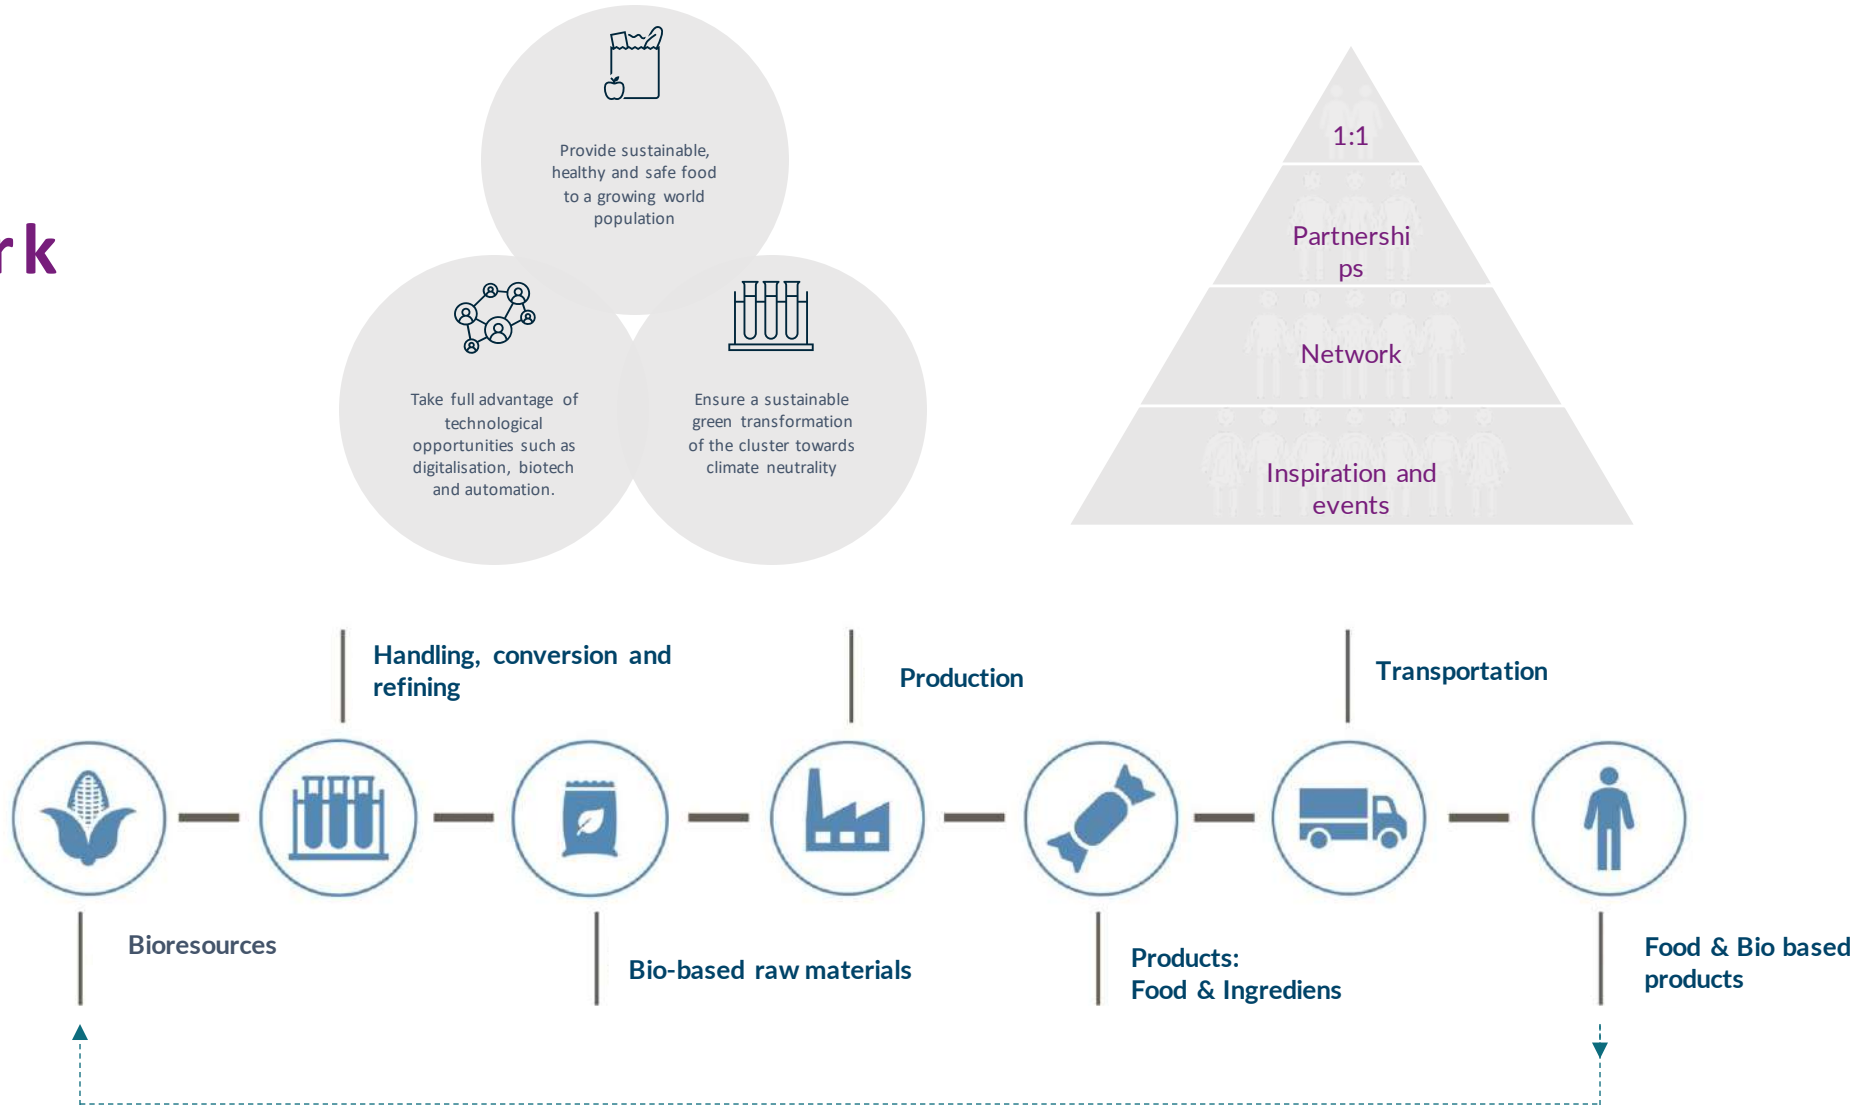 rk
Provide sustainable,
healthy and safe food
to a growing world
population
Take full advantage of
technological
opportunities such as
digitalisation, biotech
and automation.
Ensure a sustainable
green transformation
of the cluster towards
climate neutrality
1:1
Partnershi
ps
Network
Inspiration and
events
Handling, conversion and
refining
Production
Transportation
Bioresources
Bio-based raw materials
Products:
Food & Ingrediens
Food & Bio based
products